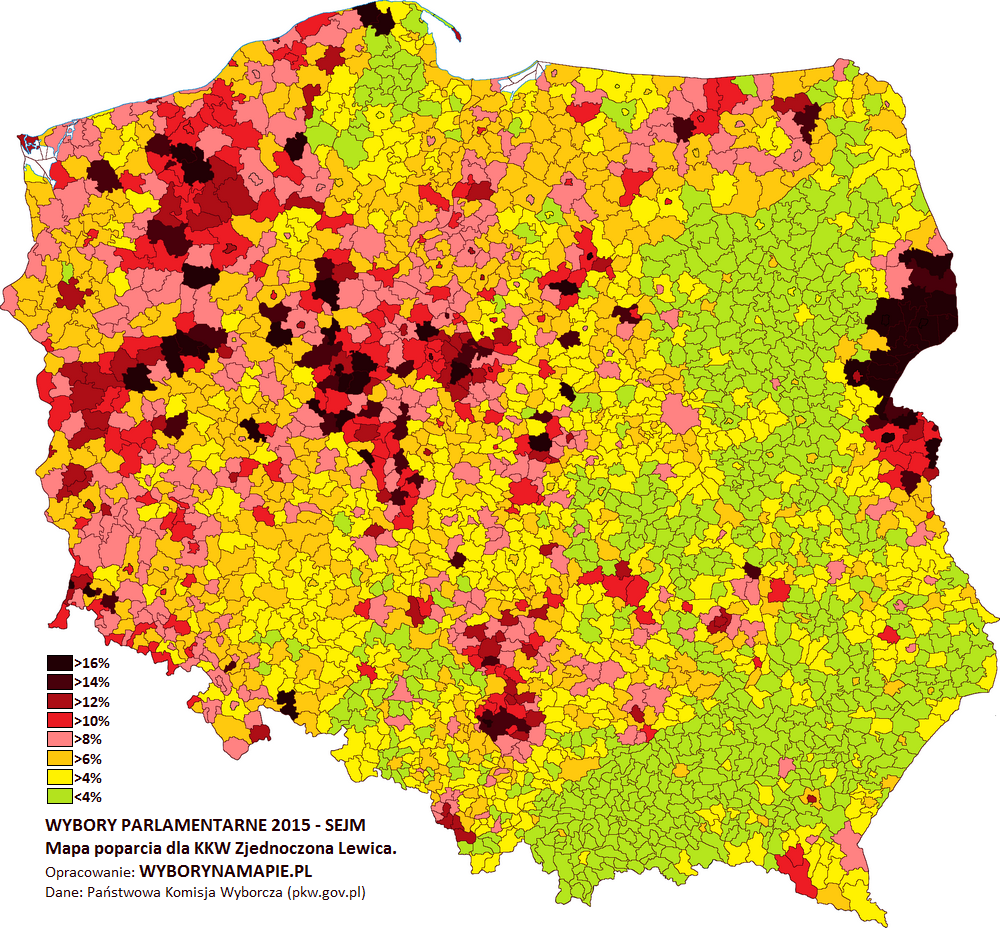 >16%
>14%
>12%
>10%
>8%
>6%
>4%
<4%
WYBORY PARLAMENTARNE 2015 - SEJM
Mapa poparcia dla KKW Zjednoczona Lewica.
Opracowanie: WYBORYNAMAPIE.PL
Dane: Państwowa Komisja Wyborcza (pkw.gov.pl)